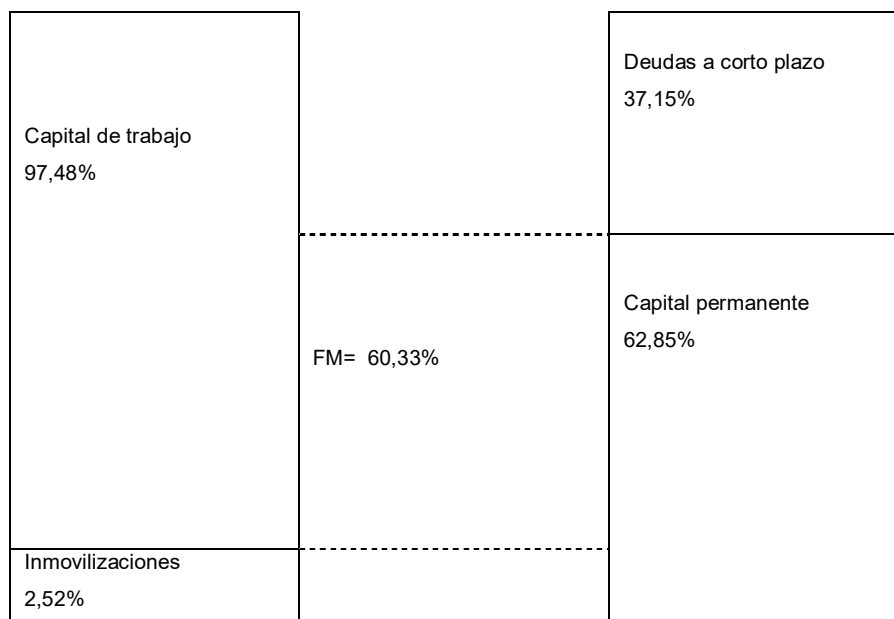 Capital de trabajo
97,48%
Inmovilizaciones
2,52%
FM= 60,33%
Deudas a corto plazo
37,15%
Capital permanente
62,85%